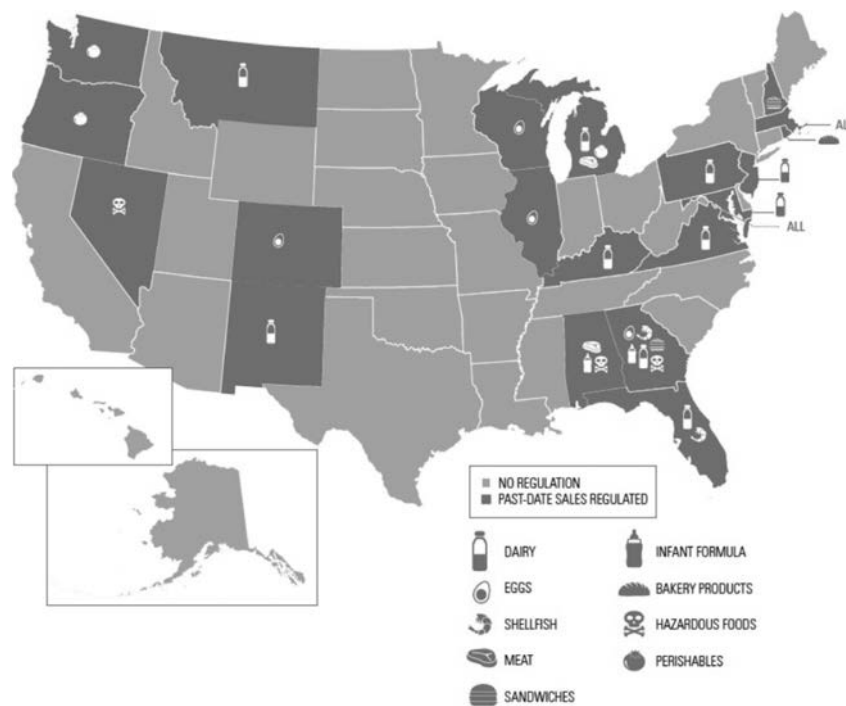 AL
ALL
NO REGULATION
PAST-DATE SALES REGULATED
DAIRY
INFANT FORMULA
EGGS
BAKERY PRODUCTS
SHELLFISH
HAZARDOUS FOODS
MEAT
PERISHABLES
SANDWICHES